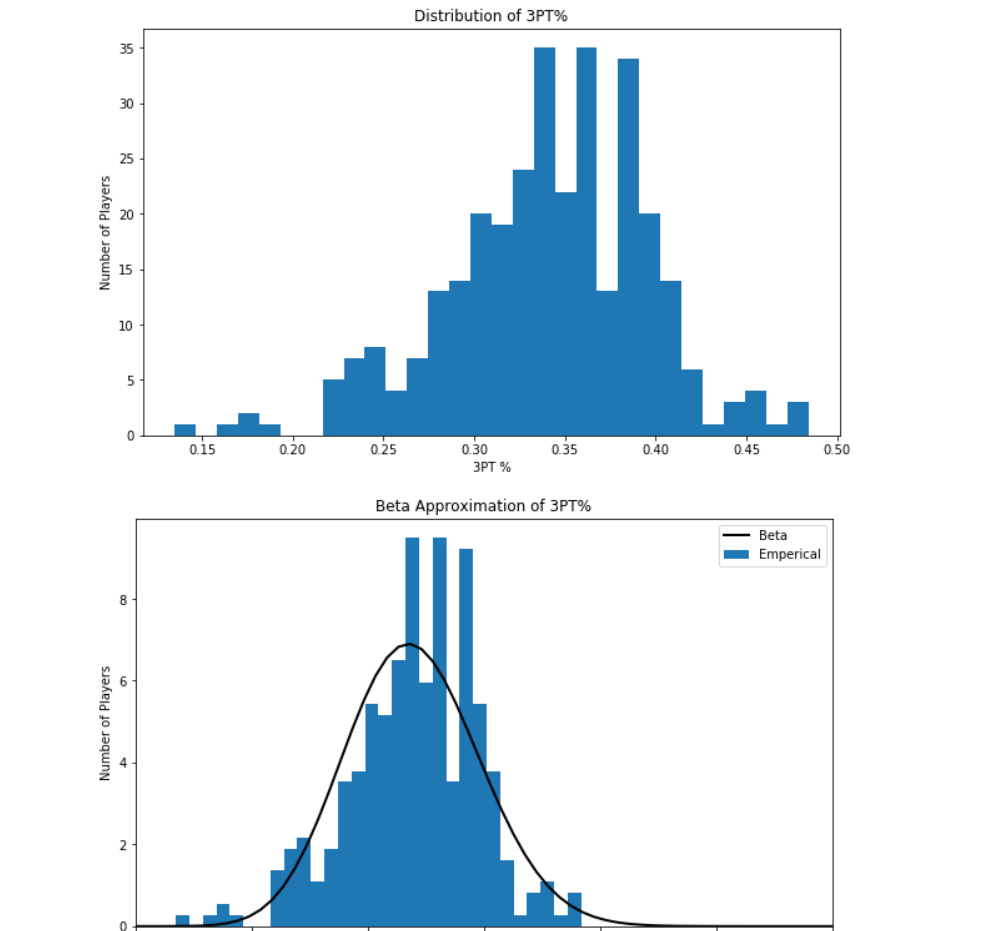 Distribution of 3PT%
35
30
25
20
15
10
5
0
Number of Players
0.15 0.20 0.25 0.30 0.35 0.40 0.45 0.50
3PT %
Beta Approximation of 3PT%
Beta
Emperical
8
6
4
2
0
Number of Players